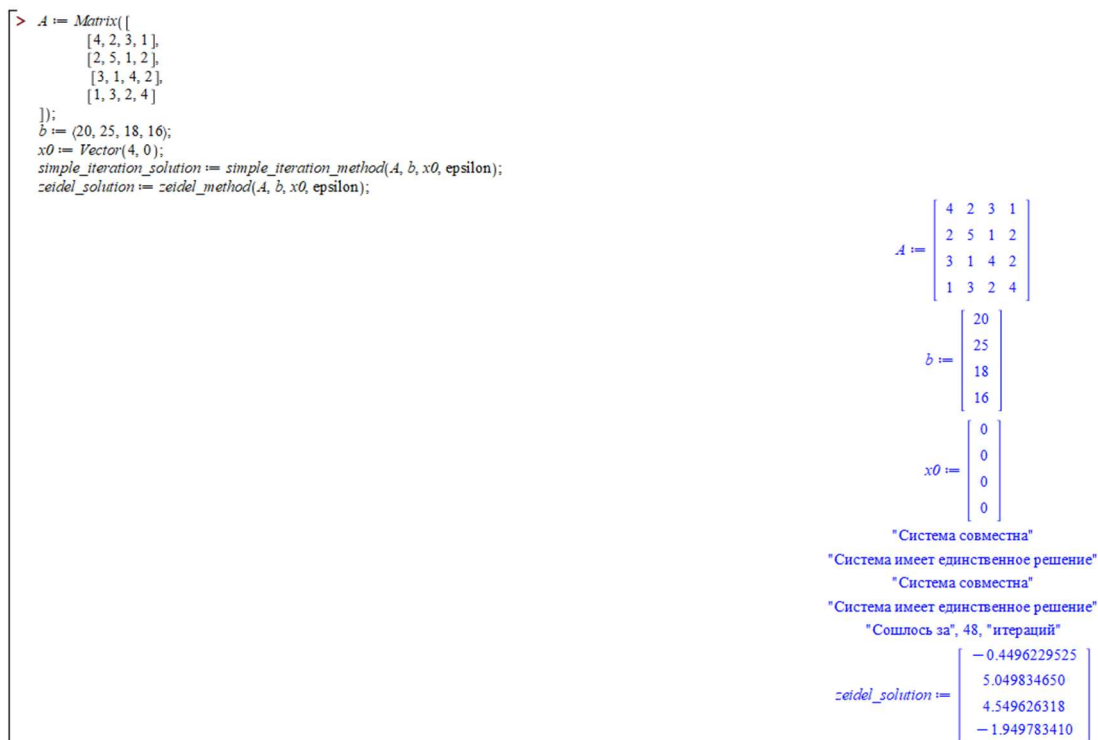 > A := Matrix([
[4, 2, 3, 1],
[2, 5, 1, 2],
[3, 1, 4, 2],
[1, 3, 2, 4]
]);
b := ⟨20, 25, 18, 16⟩;
x0 := Vector(4, 0);
simple_iteration_solution := simple_iteration_method(A, b, x0, epsilon);
zeidel_solution := zeidel_method(A, b, x0, epsilon);
4 2 3 1
2 5 1 2
A :=
3 1 4 2
1 3 2 4
20
25
b :=
18
16
0
0
x0 :=
0
0
"Система совместна"
"Система имеет единственное решение"
"Система совместна"
"Система имеет единственное решение"
"Сошлось за", 48, "итераций"
−0.4496229525
5.049834650
zeidel_solution :=
4.549626318
−1.949783410